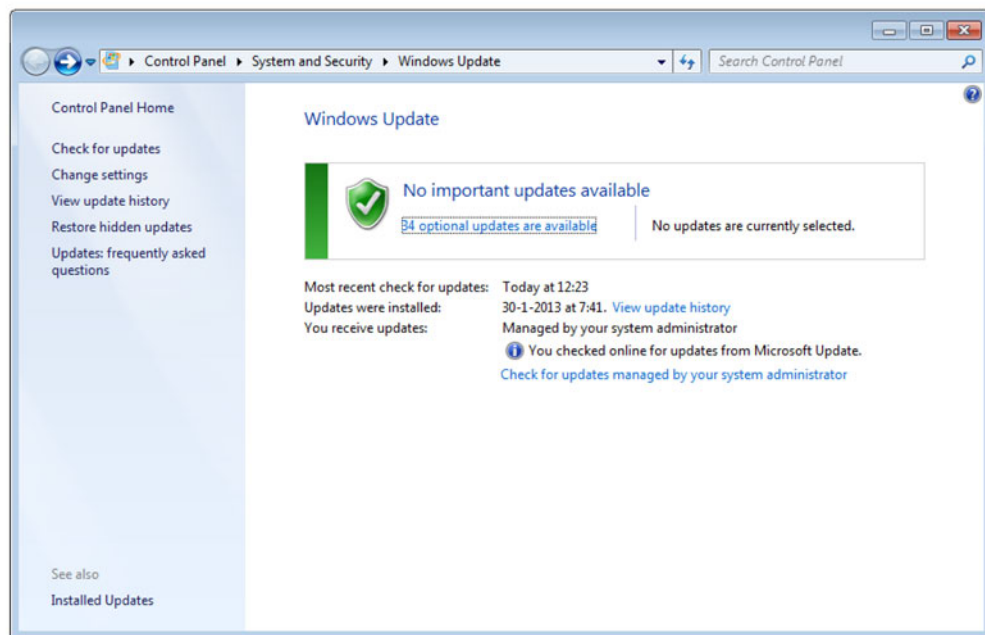 Control Panel System and Security Windows Update
Search Control Panel
Control Panel Home
Check for updates
Change settings
View update history
Restore hidden updates
Updates: frequently asked
questions
See also
Installed Updates
Windows Update
No important updates available
34 optional updates are available
No updates are currently selected.
Most recent check for updates: Today at 12:23
Updates were installed: 30-1-2013 at 7:41. View update history
You receive updates: Managed by your system administrator
You checked online for updates from Microsoft Update.
Check for updates managed by your system administrator